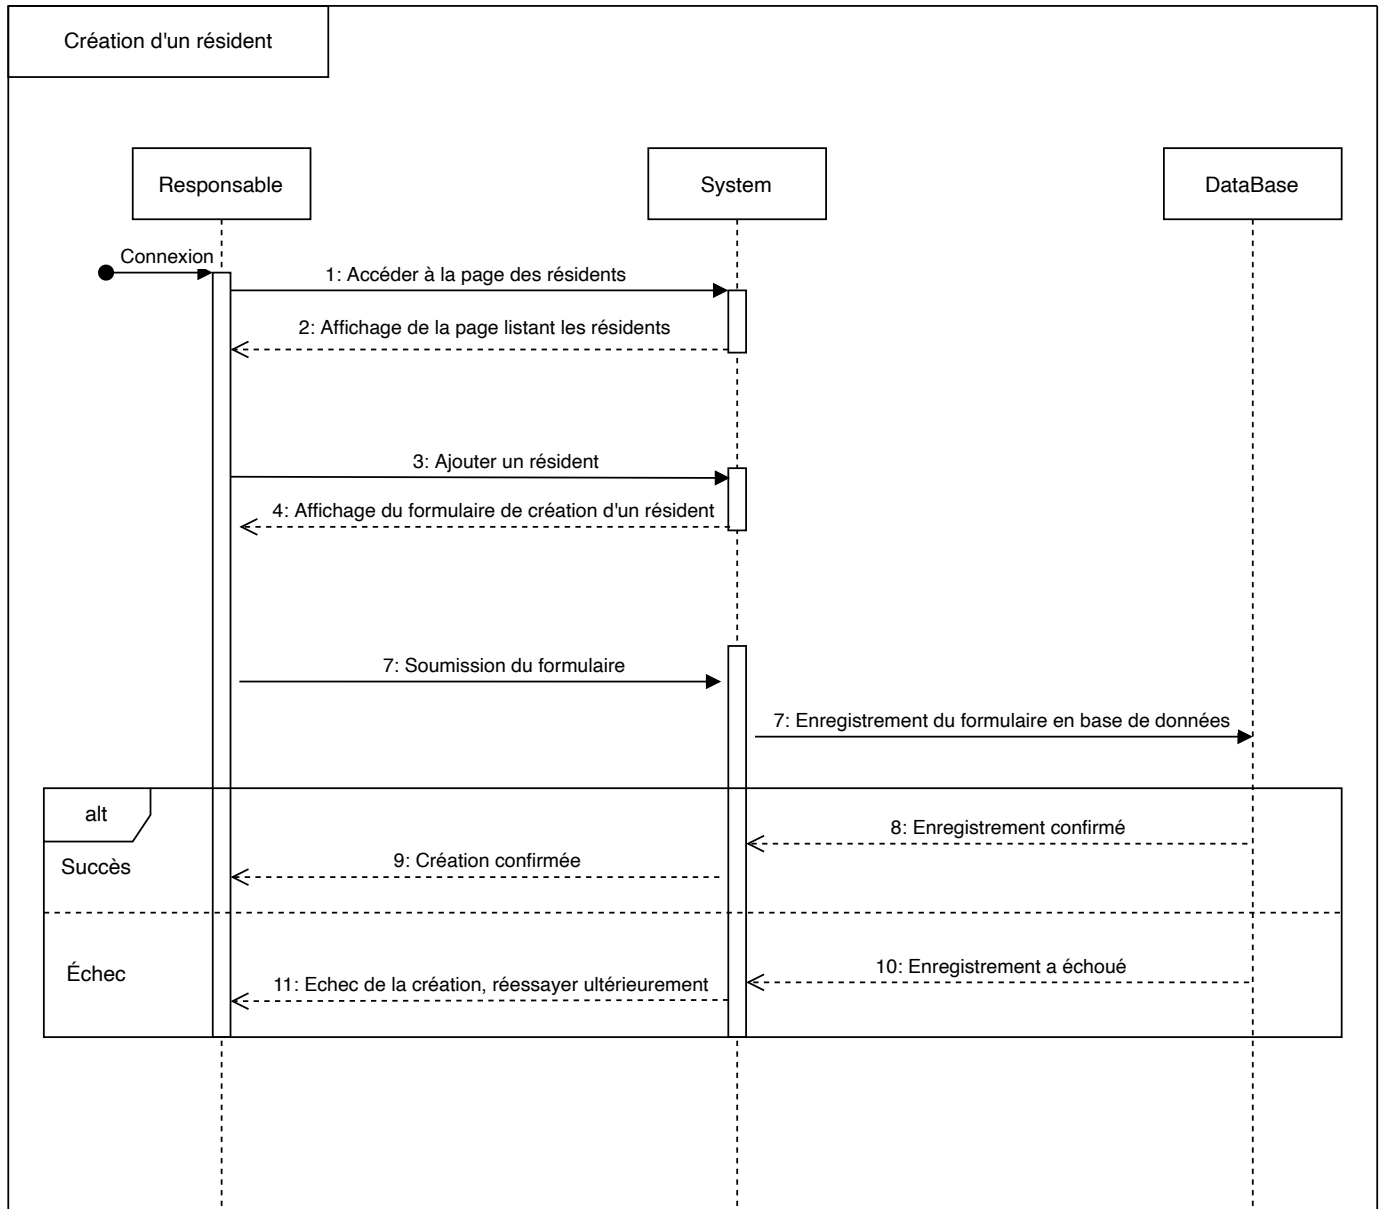 Création d'un résident
Responsable
System
DataBase
Connexion
1: Accéder à la page des résidents
2: Affichage de la page listant les résidents
3: Ajouter un résident
4: Affichage du formulaire de création d'un résident
7: Soumission du formulaire
7: Enregistrement du formulaire en base de données
alt
8: Enregistrement confirmé
9: Création confirmée
Succès
10: Enregistrement a échoué
Échec
11: Echec de la création, réessayer ultérieurement